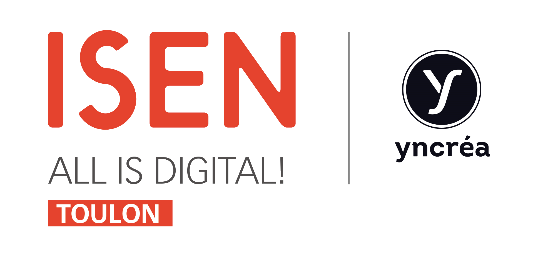 ISEN
ALL IS DIGITAL!
TOULON
yncréa